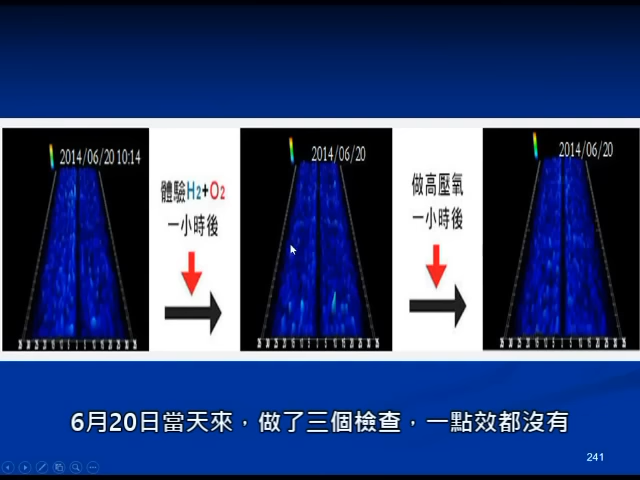 2014/06/20 10:14
體驗H2+O2
一小時後
2014/06/20
做高壓氧
一小時後
2014/06/20
6月20日當天來，做了三個檢查，一點效都沒有
241